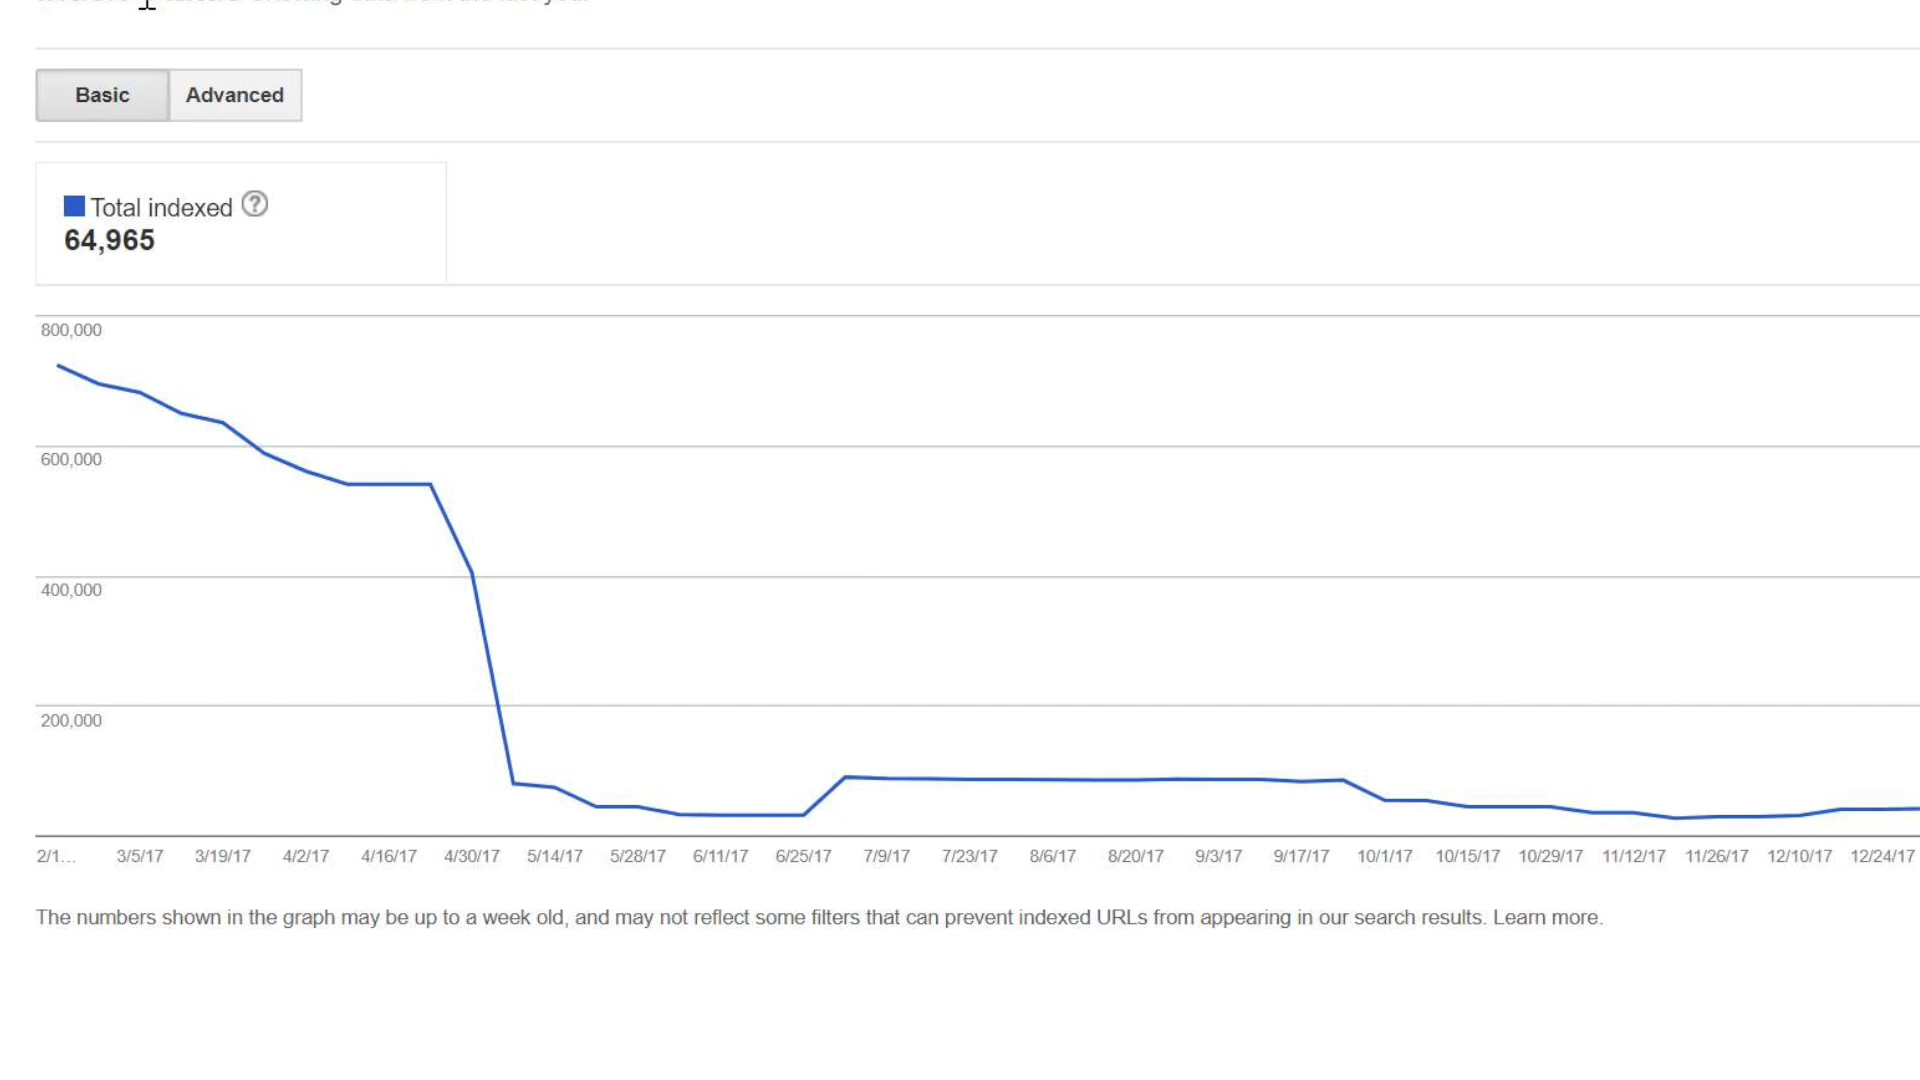 Basic Advanced
Total indexed ?
64,965
800,000
600,000
400,000
200,000
2/1... 3/5/17 3/19/17 4/2/17 4/16/17 4/30/17 5/14/17 5/28/17 6/11/17 6/25/17 7/9/17 7/23/17 8/6/17 8/20/17 9/3/17 9/17/17 10/1/17 10/15/17 10/29/17 11/12/17 11/26/17 12/10/17 12/24/17
The numbers shown in the graph may be up to a week old, and may not reflect some filters that can prevent indexed URLs from appearing in our search results. Learn more.